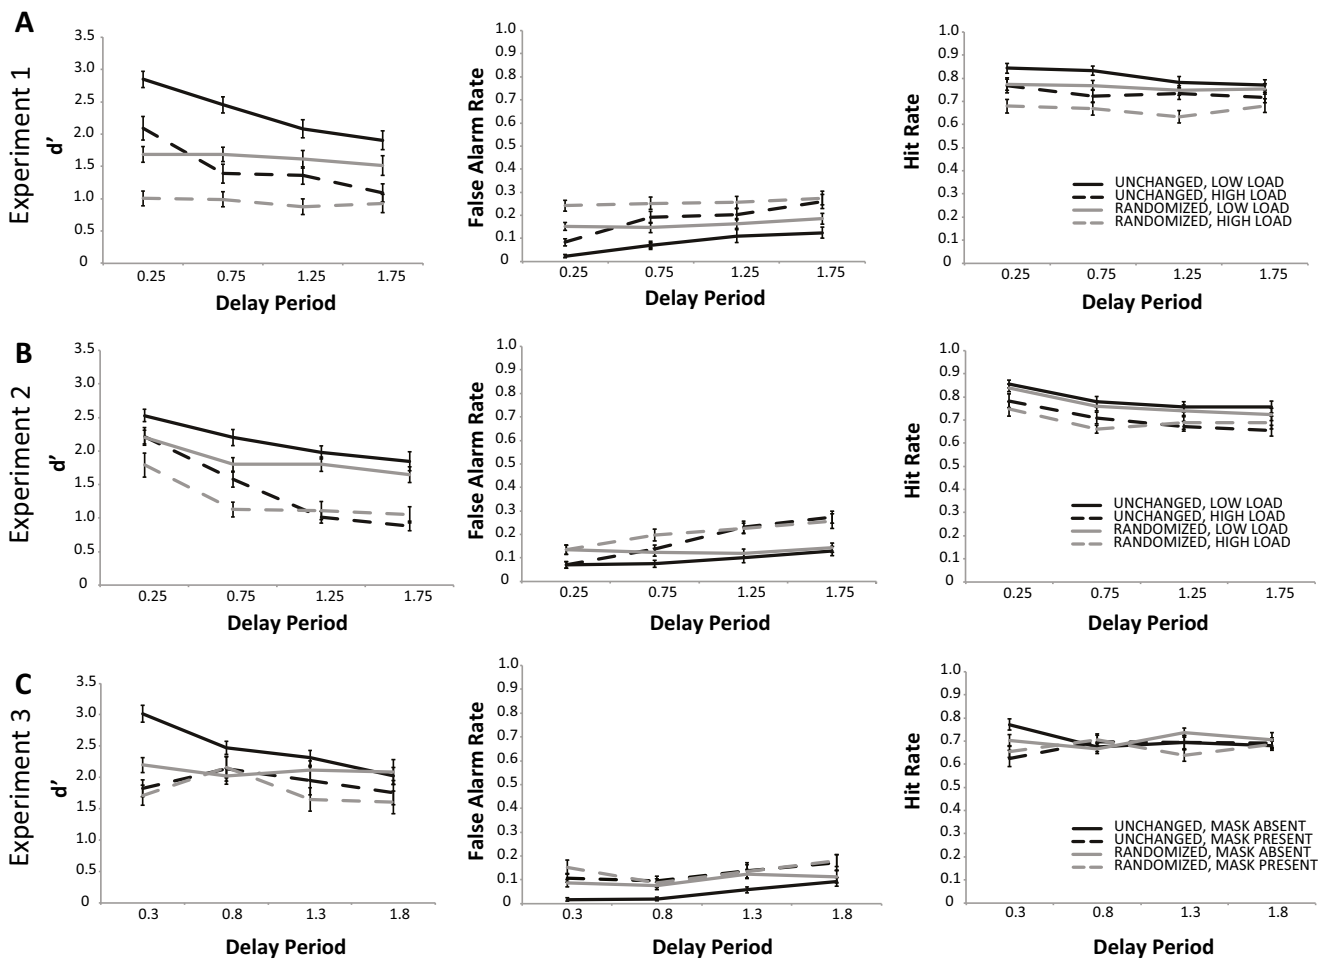 A
Experiment 1
d’
3.5
3.0
2.5
2.0
1.5
1.0
0.5
0
0.25 0.75 1.25 1.75
Delay Period
False Alarm Rate
1.0
0.9
0.8
0.7
0.6
0.5
0.4
0.3
0.2
0.1
0
0.25 0.75 1.25 1.75
Delay Period
Hit Rate
1.0
0.9
0.8
0.7
0.6
0.5
0.4
0.3
0.2
0.1
0
UNCHANGED, LOW LOAD
UNCHANGED, HIGH LOAD
RANDOMIZED, LOW LOAD
RANDOMIZED, HIGH LOAD
0.25 0.75 1.25 1.75
Delay Period
B
Experiment 2
d’
3.5
3.0
2.5
2.0
1.5
1.0
0.5
0
0.25 0.75 1.25 1.75
Delay Period
False Alarm Rate
1.0
0.9
0.8
0.7
0.6
0.5
0.4
0.3
0.2
0.1
0
0.25 0.75 1.25 1.75
Delay Period
Hit Rate
1.0
0.9
0.8
0.7
0.6
0.5
0.4
0.3
0.2
0.1
0
UNCHANGED, LOW LOAD
UNCHANGED, HIGH LOAD
RANDOMIZED, LOW LOAD
RANDOMIZED, HIGH LOAD
0.25 0.75 1.25 1.75
Delay Period
C
Experiment 3
d’
3.5
3.0
2.5
2.0
1.5
1.0
0.5
0
0.3 0.8 1.3 1.8
Delay Period
False Alarm Rate
1.0
0.9
0.8
0.7
0.6
0.5
0.4
0.3
0.2
0.1
0
0.3 0.8 1.3 1.8
Delay Period
Hit Rate
1.0
0.9
0.8
0.7
0.6
0.5
0.4
0.3
0.2
0.1
0
UNCHANGED, MASK ABSENT
UNCHANGED, MASK PRESENT
RANDOMIZED, MASK ABSENT
RANDOMIZED, MASK PRESENT
0.3 0.8 1.3 1.8
Delay Period